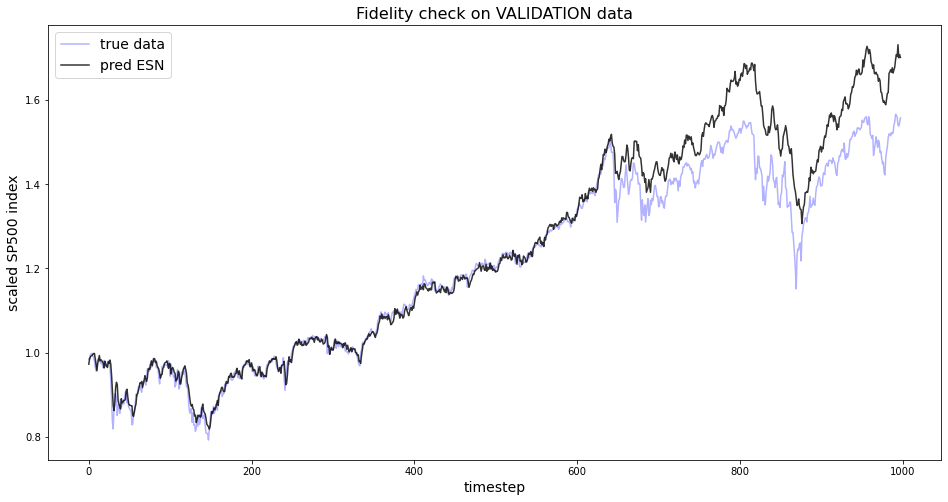 Fidelity check on VALIDATION data
true data
pred ESN
scaled SP500 index
1.6
1.4
1.2
1.0
0.8
0
200
400
600
800
1000
timestep